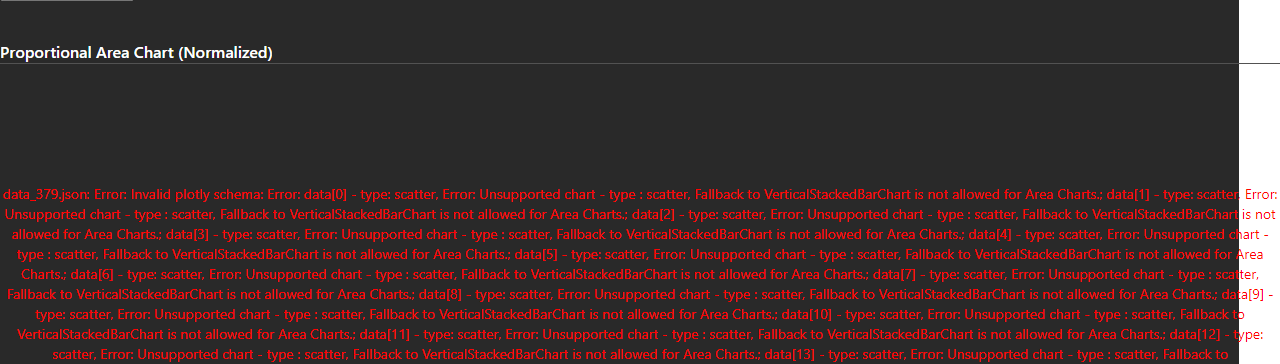 Proportional Area Chart (Normalized)
data_379.json: Error: Invalid plotly schema: Error: data[0] - type: scatter, Error: Unsupported chart - type : scatter, Fallback to VerticalStackedBarChart is not allowed for Area Charts.; data[1] - type: scatter, Error:
Unsupported chart - type : scatter, Fallback to VerticalStackedBarChart is not allowed for Area Charts.; data[2] - type: scatter, Error: Unsupported chart - type : scatter, Fallback to VerticalStackedBarChart is not
allowed for Area Charts.; data[3] - type: scatter, Error: Unsupported chart - type : scatter, Fallback to VerticalStackedBarChart is not allowed for Area Charts.; data[4] - type: scatter, Error: Unsupported chart -
type : scatter, Fallback to VerticalStackedBarChart is not allowed for Area Charts.; data[5] - type: scatter, Error: Unsupported chart - type : scatter, Fallback to VerticalStackedBarChart is not allowed for Area
Charts.; data[6] - type: scatter, Error: Unsupported chart - type : scatter, Fallback to VerticalStackedBarChart is not allowed for Area Charts.; data[7] - type: scatter, Error: Unsupported chart - type : scatter,
Fallback to VerticalStackedBarChart is not allowed for Area Charts.; data[8] - type: scatter, Error: Unsupported chart - type : scatter, Fallback to VerticalStackedBarChart is not allowed for Area Charts.; data[9] -
type: scatter, Error: Unsupported chart - type : scatter, Fallback to VerticalStackedBarChart is not allowed for Area Charts.; data[10] - type: scatter, Error: Unsupported chart - type : scatter, Fallback to
VerticalStackedBarChart is not allowed for Area Charts.; data[11] - type: scatter, Error: Unsupported chart - type : scatter, Fallback to VerticalStackedBarChart is not allowed for Area Charts.; data[12] - type:
scatter, Error: Unsupported chart - type : scatter, Fallback to VerticalStackedBarChart is not allowed for Area Charts.; data[13] - type: scatter, Error: Unsupported chart - type : scatter, Fallback to